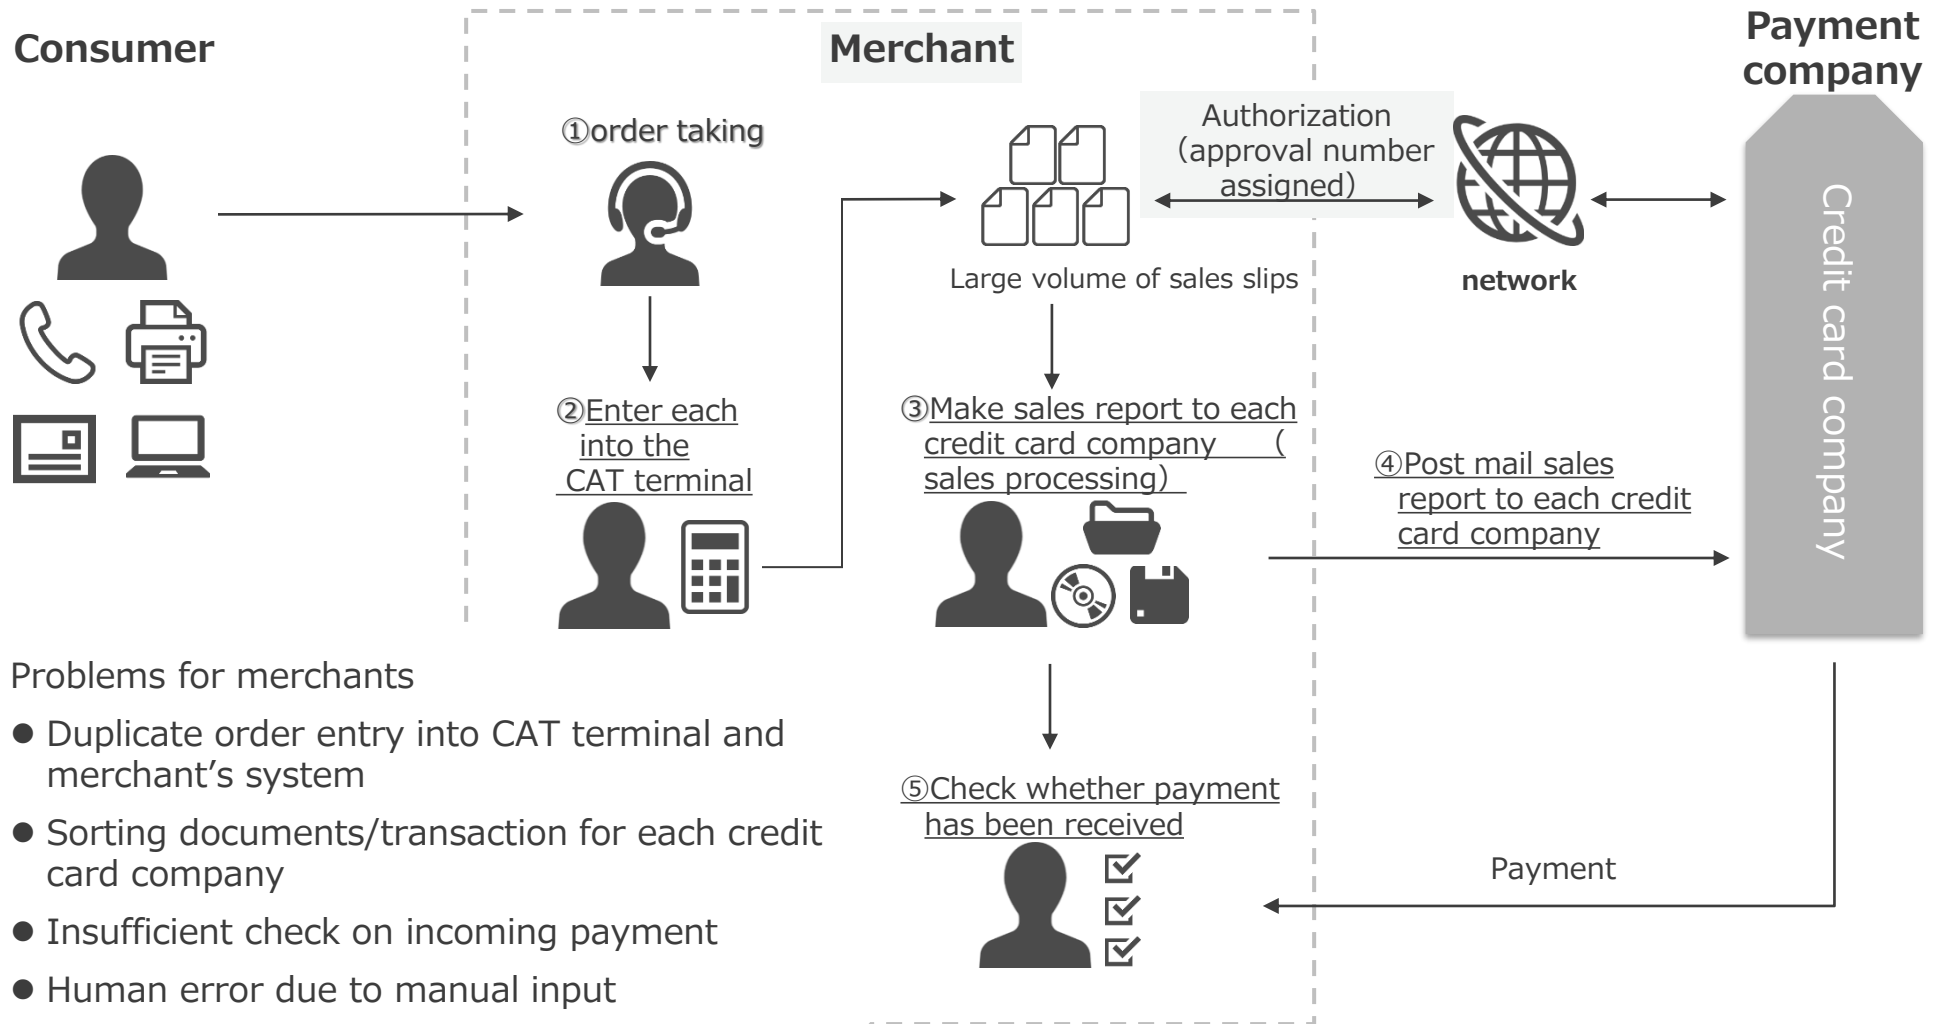 Consumer
Merchant
Payment
company
①order taking
Authorization
（approval number
assigned）
Large volume of sales slips
network
Credit card company
②Enter each
into the
CAT terminal
③Make sales report to each
credit card company （
sales processing）
④Post mail sales
report to each credit
card company
⑤Check whether payment
has been received
Payment
Problems for merchants
● Duplicate order entry into CAT terminal and
merchant’s system
● Sorting documents/transaction for each credit
card company
● Insufficient check on incoming payment
● Human error due to manual input